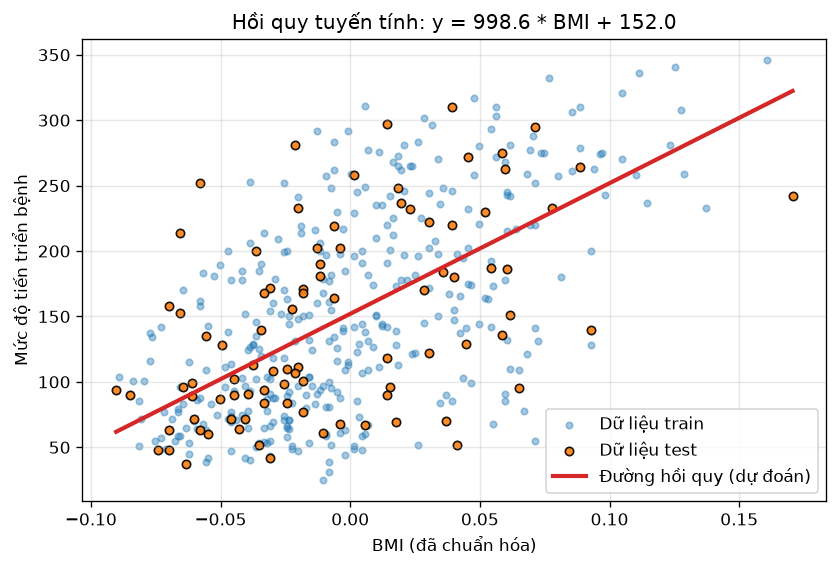 Hồi quy tuyến tính: y = 998.6 * BMI + 152.0
Mức độ tiến triển bệnh
350
300
250
200
150
100
50
Dữ liệu train
Dữ liệu test
Đường hồi quy (dự đoán)
−0.10
−0.05
0.00
0.05
0.10
0.15
BMI (đã chuẩn hóa)